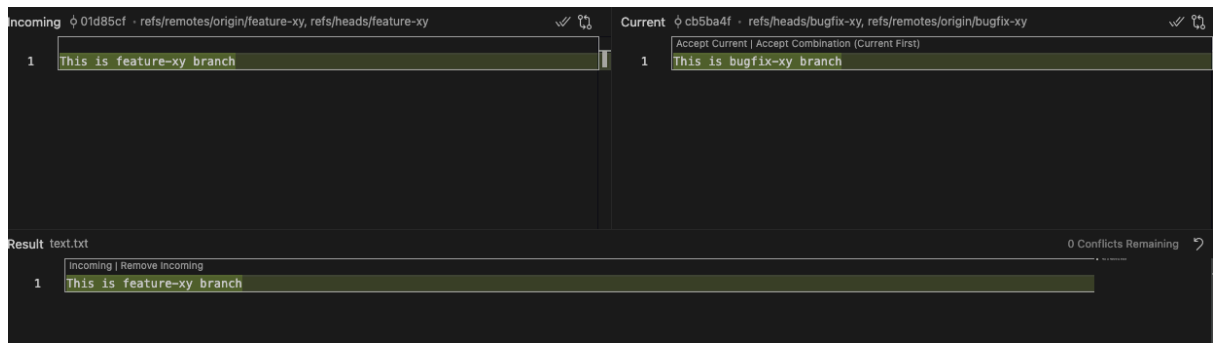 Incoming 01d85cf · refs/remotes/origin/feature-xy, refs/heads/feature-xy
1 This is feature-xy branch
Current cb5ba4f · refs/heads/bugfix-xy, refs/remotes/origin/bugfix-xy
Accept Current | Accept Combination (Current First)
1 This is bugfix-xy branch
Result text.txt 0 Conflicts Remaining
Incoming | Remove Incoming
1 This is feature-xy branch